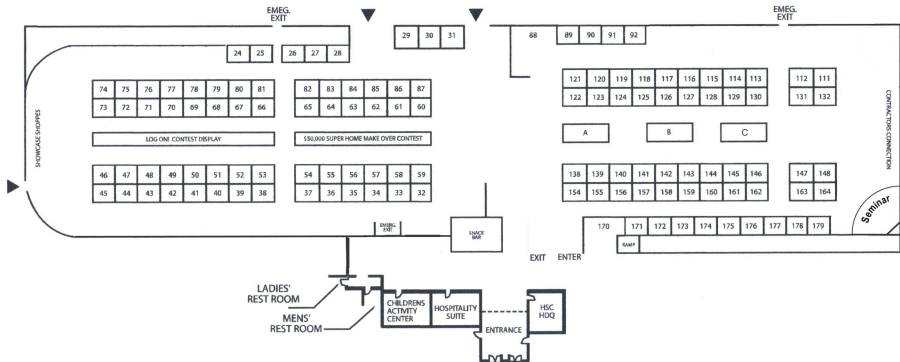 EMEG.
EXIT
EMEG.
EXIT
29 30 31
88 89 90 91 92
24 25 26 27 28
74 75 76 77 78 79 80 81
82 83 84 85 86 87
121 120 119 118 117 116 115 114 113
112 111
73 72 71 70 69 68 67 66
65 64 63 62 61 60
122 123 124 125 126 127 128 129 130
131 132
SHOWCASE SHOPPES
CONTRACTORS CONNECTION
LOG ONE CONTEST DISPLAY
$50,000 SUPER HOME MAKE OVER CONTEST
A B C
46 47 48 49 50 51 52 53
54 55 56 57 58 59
138 139 140 141 142 143 144 145 146
147 148
45 44 43 42 41 40 39 38
37 36 35 34 33 32
154 155 156 157 158 159 160 161 162
163 164
Seminar
EMEG.
EXIT
SNACK
BAR
170 171 172 173 174 175 176 177 178 179
RAMP
EXIT ENTER
LADIES'
REST ROOM
MENS'
REST ROOM
CHILDRENS
ACTIVITY
CENTER
HOSPITALITY
SUITE
ENTRANCE
HSC
HDQ